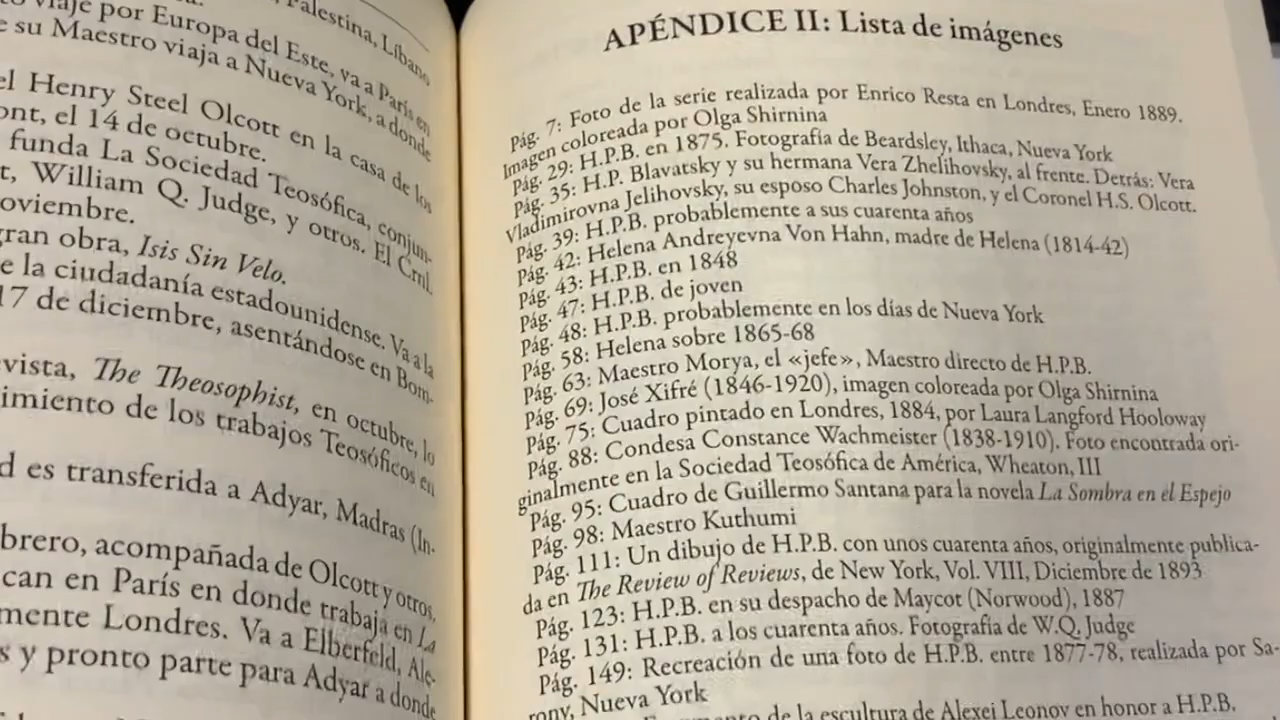 Palestina, Líbano
viaje por Europa del Este, va a París en
e su Maestro viaja a Nueva York, a donde
el Henry Steel Olcott en la casa de los
ont, el 14 de octubre.
funda La Sociedad Teosófica, conjun-
t, William Q. Judge, y otros. El Crnl.
oviembre.
gran obra, Isis Sin Velo.
e la ciudadanía estadounidense. Va a la
17 de diciembre, asentándose en Bom-
vista, The Theosophist, en octubre, lo
imiento de los trabajos Teosóficos en
d es transferida a Adyar, Madras (In-
brero, acompañada de Olcott y otros,
can en París en donde trabaja en La
mente Londres. Va a Elberfeld, Ale-
s y pronto parte para Adyar a donde
APÉNDICE II: Lista de imágenes
Pág. 7: Foto de la serie realizada por Enrico Resta en Londres, Enero 1889.
Imagen coloreada por Olga Shirnina
Pág. 29: H.P.B. en 1875. Fotografía de Beardsley, Ithaca, Nueva York
Pág. 35: H.P. Blavatsky y su hermana Vera Zhelihovsky, al frente. Detrás: Vera
Vladimirovna Jelihovsky, su esposo Charles Johnston, y el Coronel H.S. Olcott.
Pág. 39: H.P.B. probablemente a sus cuarenta años
Pág. 42: Helena Andreyevna Von Hahn, madre de Helena (1814-42)
Pág. 43: H.P.B. en 1848
Pág. 47: H.P.B. de joven
Pág. 48: H.P.B. probablemente en los días de Nueva York
Pág. 58: Helena sobre 1865-68
Pág. 63: Maestro Morya, el «jefe», Maestro directo de H.P.B.
Pág. 69: José Xifré (1846-1920), imagen coloreada por Olga Shirnina
Pág. 75: Cuadro pintado en Londres, 1884, por Laura Langford Hooloway
Pág. 88: Condesa Constance Wachmeister (1838-1910). Foto encontrada ori-
ginalmente en la Sociedad Teosófica de América, Wheaton, III
Pág. 95: Cuadro de Guillermo Santana para la novela La Sombra en el Espejo
Pág. 98: Maestro Kuthumi
Pág. 111: Un dibujo de H.P.B. con unos cuarenta años, originalmente publica-
da en The Review of Reviews, de New York, Vol. VIII, Diciembre de 1893
Pág. 123: H.P.B. en su despacho de Maycot (Norwood), 1887
Pág. 131: H.P.B. a los cuarenta años. Fotografía de W.Q. Judge
Pág. 149: Recreación de una foto de H.P.B. entre 1877-78, realizada por Sa-
rony, Nueva York
de la escultura de Alexei Leonov en honor a H.P.B.